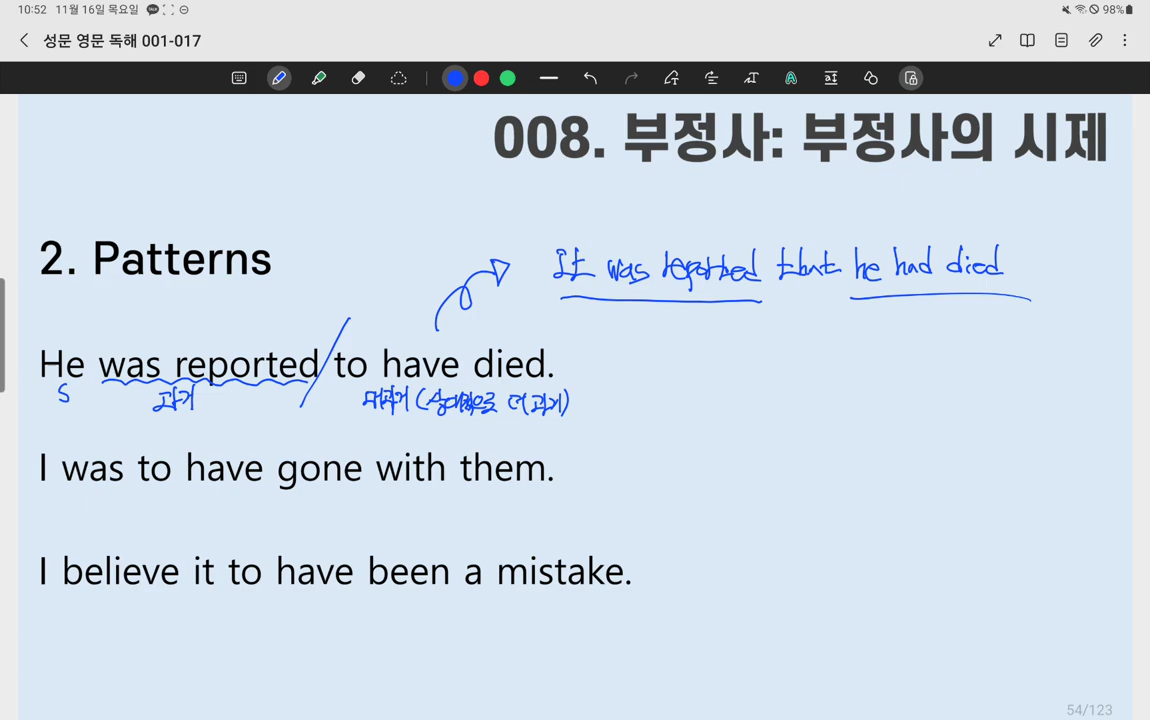 10:52 11월 16일 목요일 98%
성문 영문 독해 001-017
008. 부정사: 부정사의 시제
2. Patterns
It was reported that he had died
He was reported to have died.
S 과거 대과거 (상대적으로 더 과거)
I was to have gone with them.
I believe it to have been a mistake.
54/123